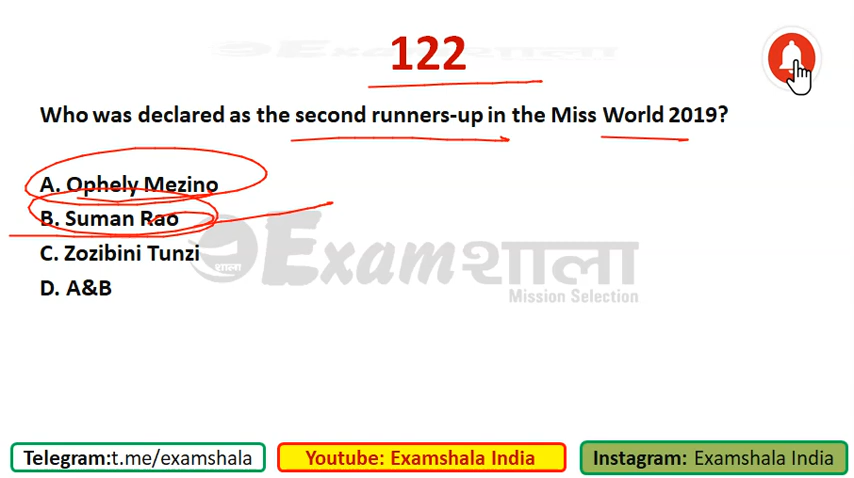 Examशाला
122
Who was declared as the second runners-up in the Miss World 2019?
A. Ophely Mezino
B. Suman Rao
C. Zozibini Tunzi
D. A&B
शाला Examशाला
Mission Selection
Telegram:t.me/examshala
Youtube: Examshala India
Instagram: Examshala India